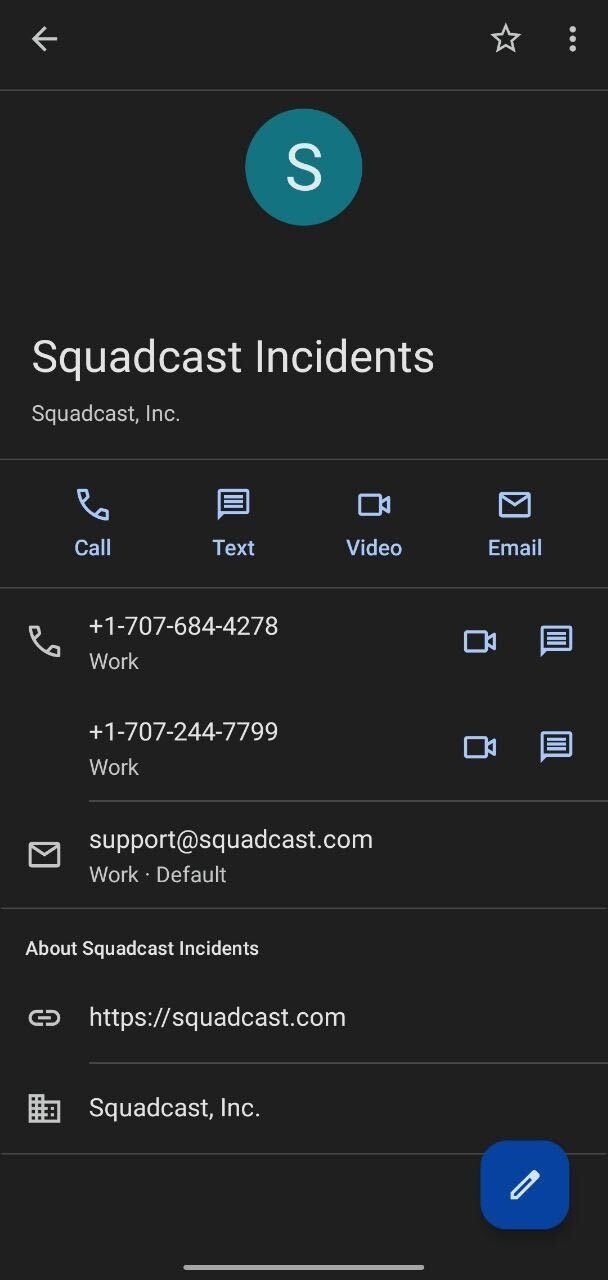 S
Squadcast Incidents
Squadcast, Inc.
Call Text Video Email
+1-707-684-4278
Work
+1-707-244-7799
Work
support@squadcast.com
Work · Default
About Squadcast Incidents
https://squadcast.com
Squadcast, Inc.